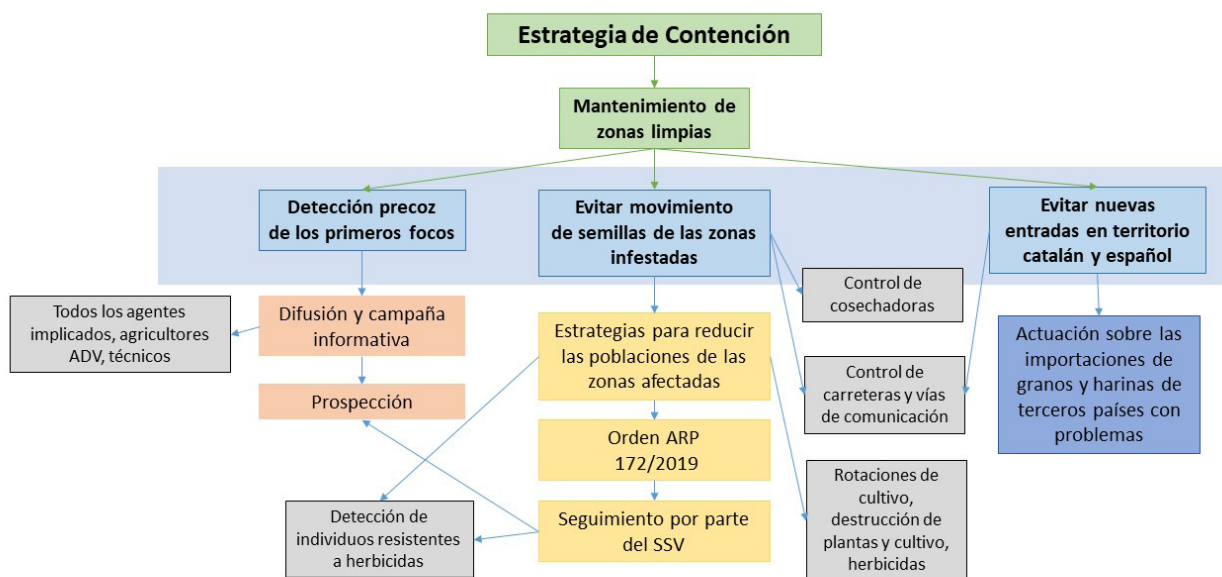 Estrategia de Contención
Mantenimiento de
zonas limpias
Detección precoz
de los primeros focos
Evitar movimiento
de semillas de las zonas
infestadas
Evitar nuevas
entradas en territorio
catalán y español
Todos los agentes
implicados, agricultores
ADV, técnicos
Difusión y campaña
informativa
Prospección
Estrategias para reducir
las poblaciones de las
zonas afectadas
Orden ARP
172/2019
Seguimiento por parte
del SSV
Detección de
individuos resistentes
a herbicidas
Control de
cosechadoras
Control de
carreteras y vías
de comunicación
Rotaciones de
cultivo,
destrucción de
plantas y cultivo,
herbicidas
Actuación sobre las
importaciones de
granos y harinas de
terceros países con
problemas